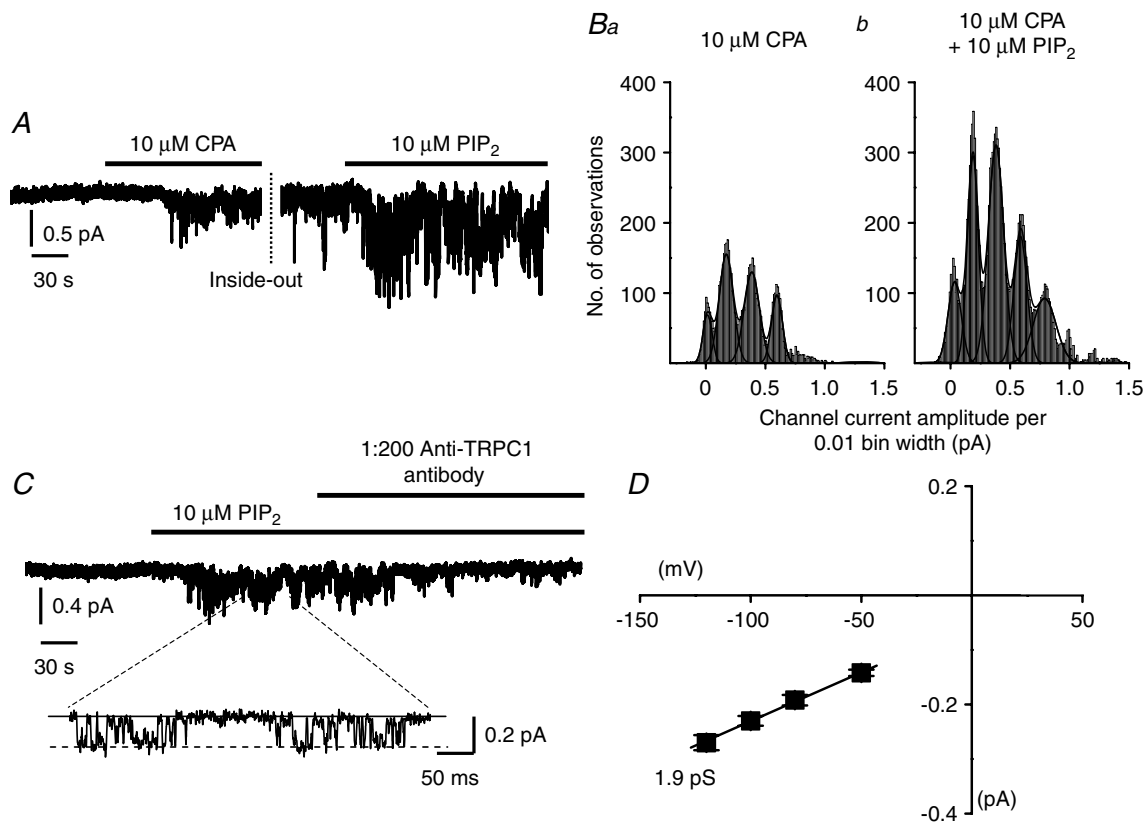 A
10 µM CPA
10 µM PIP2
0.5 pA
30 s
Inside-out
Ba
10 µM CPA
b
10 µM CPA
+ 10 µM PIP2
No. of observations
400
300
200
100
0
0.5
1.0
1.5
400
300
200
100
0
0.5
1.0
1.5
Channel current amplitude per
0.01 bin width (pA)
C
1:200 Anti-TRPC1
antibody
10 µM PIP2
0.4 pA
30 s
0.2 pA
50 ms
D
0.2
(mV)
-150
-100
-50
50
-0.2
-0.4
(pA)
1.9 pS